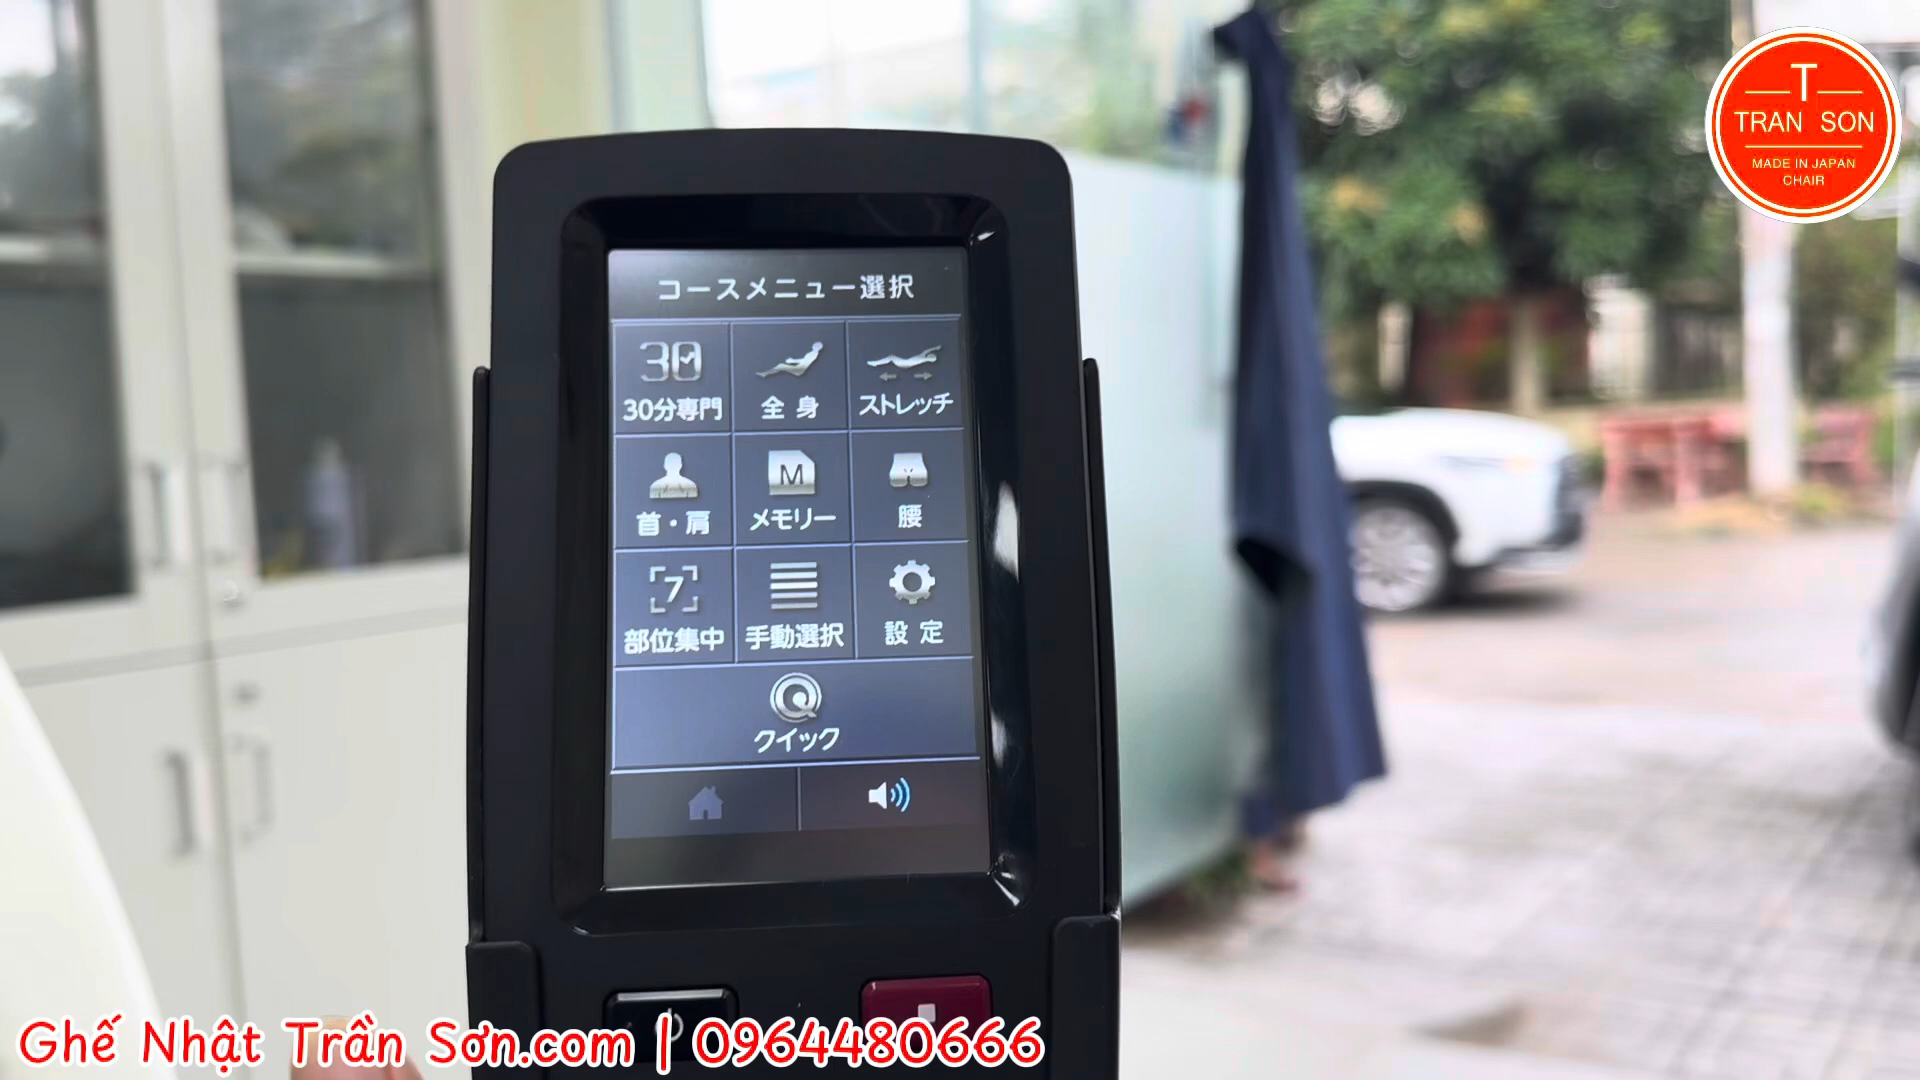 T
TRAN SON
MADE IN JAPAN
CHAIR
コースメニュー選択
30
30分専門
全身
ストレッチ
首・肩
M
メモリー
腰
7
部位集中
手動選択
設定
Q
クイック
Ghế Nhật Trần Sơn.com | 0964480666